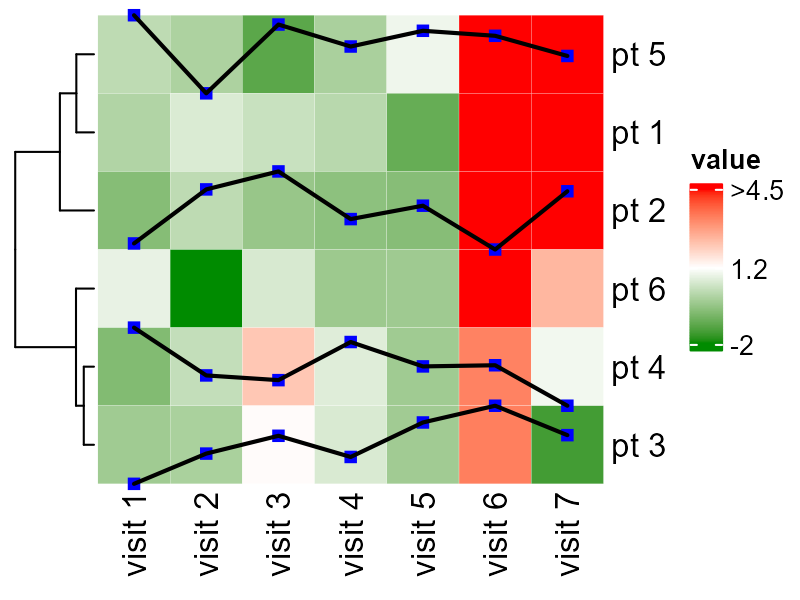 pt 5
pt 1
pt 2
pt 6
pt 4
pt 3
visit 1
visit 2
visit 3
visit 4
visit 5
visit 6
visit 7
value
>4.5
1.2
-2